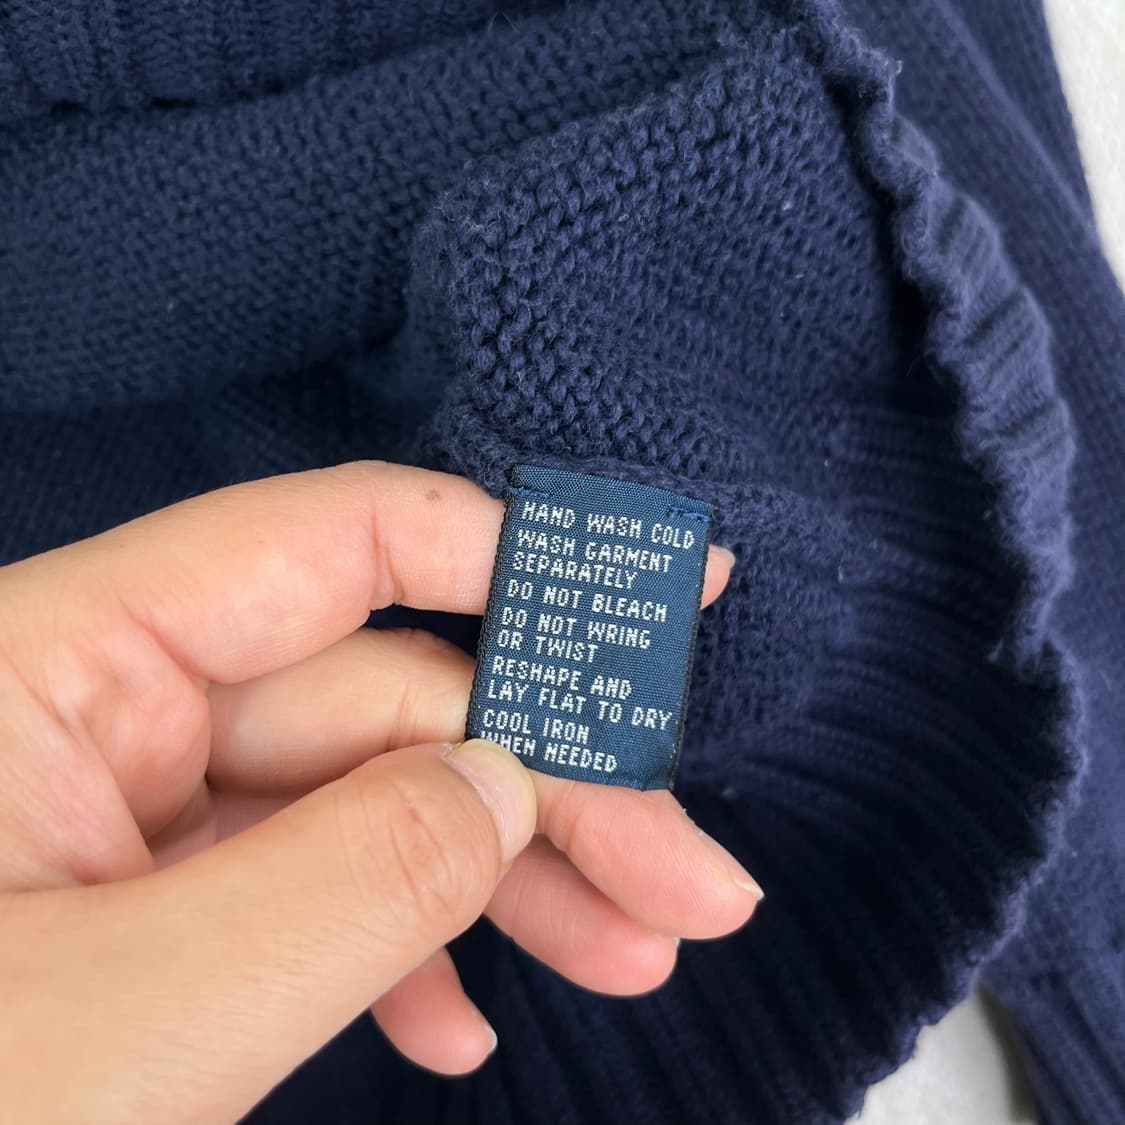 HAND WASH COLD
WASH GARMENT
SEPARATELY
DO NOT BLEACH
DO NOT WRING
OR TWIST
RESHAPE AND
LAY FLAT TO DRY
COOL IRON
WHEN NEEDED